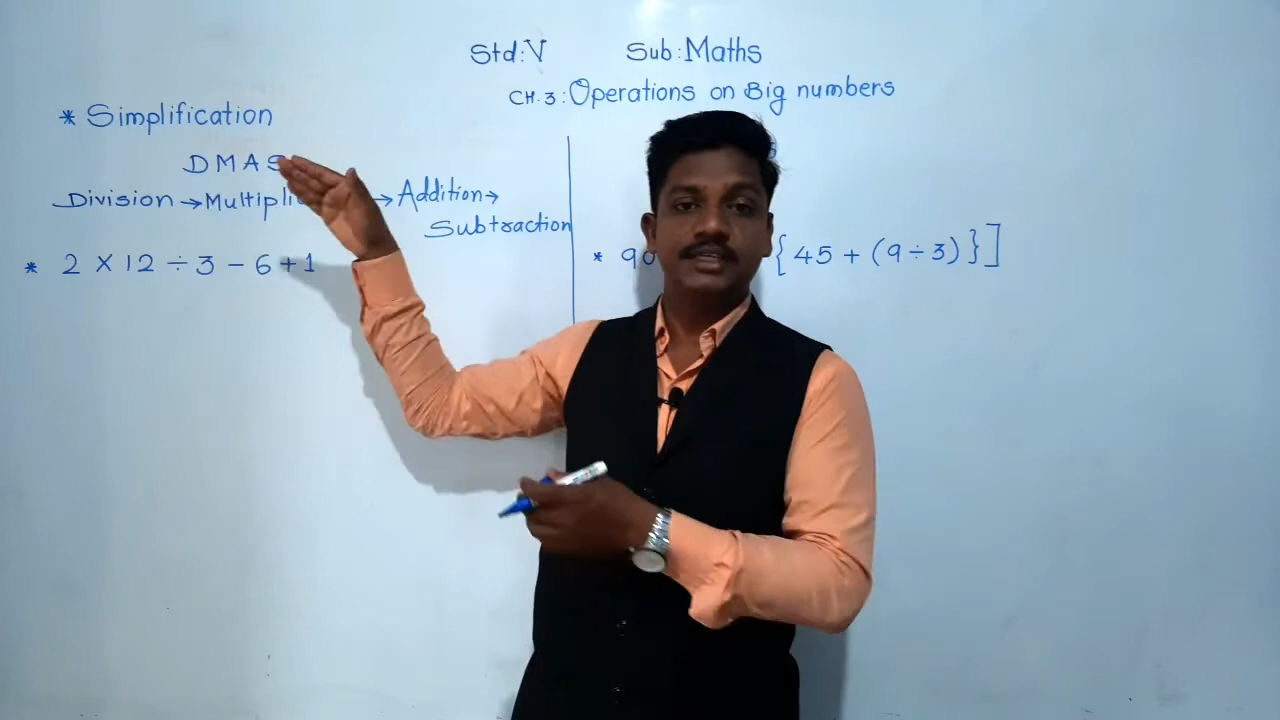 Std: V Sub: Maths
CH. 3: Operations on Big numbers
* Simplification
DMAS
Division → → Addition →
Subtraction
* 2 × 12 ÷ 3 − 6 + 1
* 90 { 45 + (9 ÷ 3) } ]